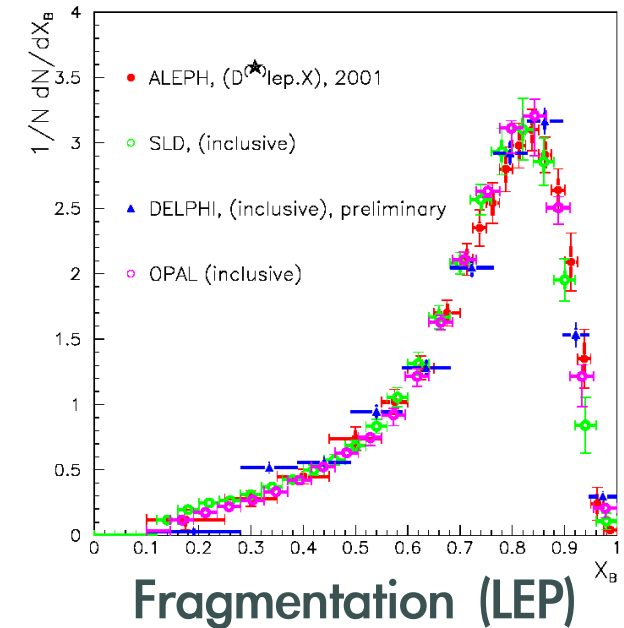 1/N dN/dX_B
4
3.5
3
2.5
2
1.5
1
0.5
0
ALEPH, (D^(★)lep.X), 2001
SLD, (inclusive)
DELPHI, (inclusive), preliminary
OPAL (inclusive)
0 0.1 0.2 0.3 0.4 0.5 0.6 0.7 0.8 0.9 1
X_B
Fragmentation (LEP)